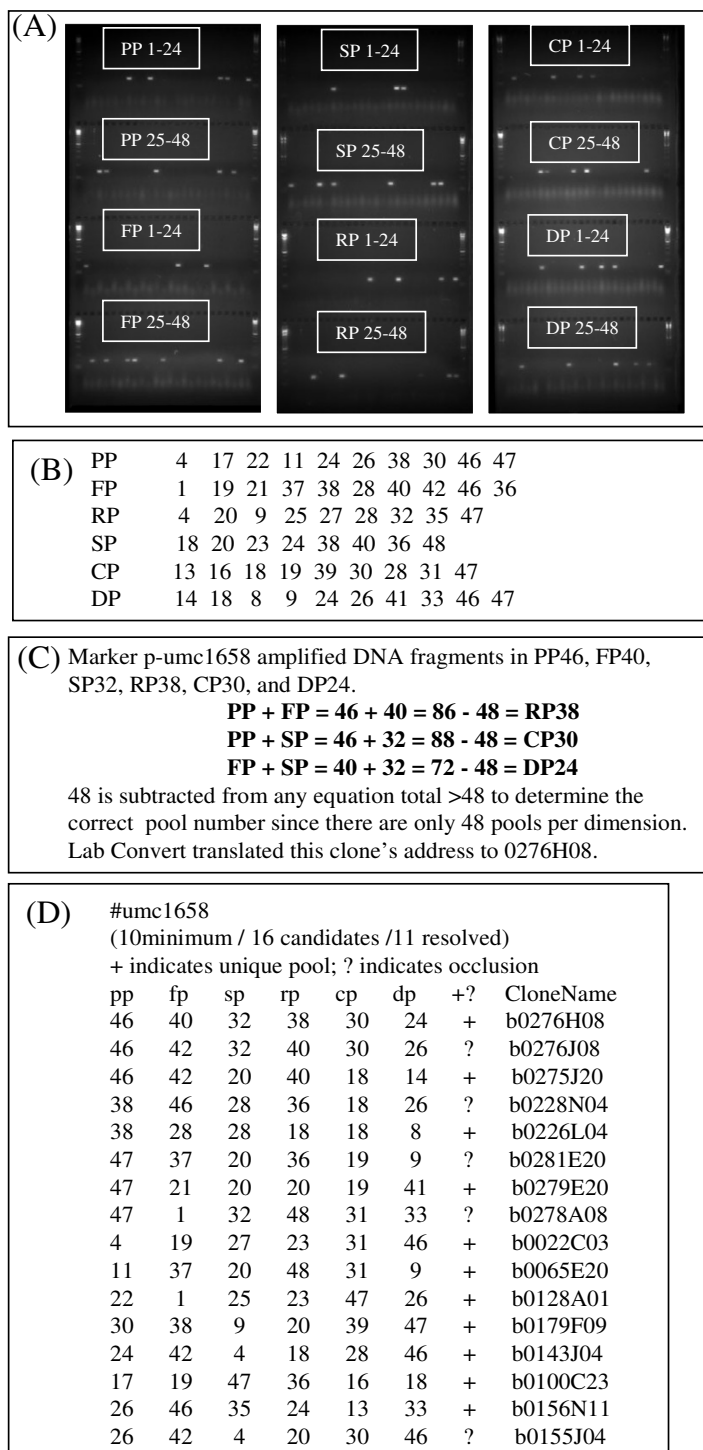 (A)
PP 1-24
PP 25-48
FP 1-24
FP 25-48
SP 1-24
SP 25-48
RP 1-24
RP 25-48
CP 1-24
CP 25-48
DP 1-24
DP 25-48
(B)
PP 4 17 22 11 24 26 38 30 46 47
FP 1 19 21 37 38 28 40 42 46 36
RP 4 20 9 25 27 28 32 35 47
SP 18 20 23 24 38 40 36 48
CP 13 16 18 19 39 30 28 31 47
DP 14 18 8 9 24 26 41 33 46 47
(C) Marker p-umc1658 amplified DNA fragments in PP46, FP40,
SP32, RP38, CP30, and DP24.
PP + FP = 46 + 40 = 86 - 48 = RP38
PP + SP = 46 + 32 = 88 - 48 = CP30
FP + SP = 40 + 32 = 72 - 48 = DP24
48 is subtracted from any equation total >48 to determine the
correct pool number since there are only 48 pools per dimension.
Lab Convert translated this clone's address to 0276H08.
(D) #umc1658
(10minimum / 16 candidates /11 resolved)
+ indicates unique pool; ? indicates occlusion
pp fp sp rp cp dp +? CloneName
46 40 32 38 30 24 + b0276H08
46 42 32 40 30 26 ? b0276J08
46 42 20 40 18 14 + b0275J20
38 46 28 36 18 26 ? b0228N04
38 28 28 18 18 8 + b0226L04
47 37 20 36 19 9 ? b0281E20
47 21 20 20 19 41 + b0279E20
47 1 32 48 31 33 ? b0278A08
4 19 27 23 31 46 + b0022C03
11 37 20 48 31 9 + b0065E20
22 1 25 23 47 26 + b0128A01
30 38 9 20 39 47 + b0179F09
24 42 4 18 28 46 + b0143J04
17 19 47 36 16 18 + b0100C23
26 46 35 24 13 33 + b0156N11
26 42 4 20 30 46 ? b0155J04